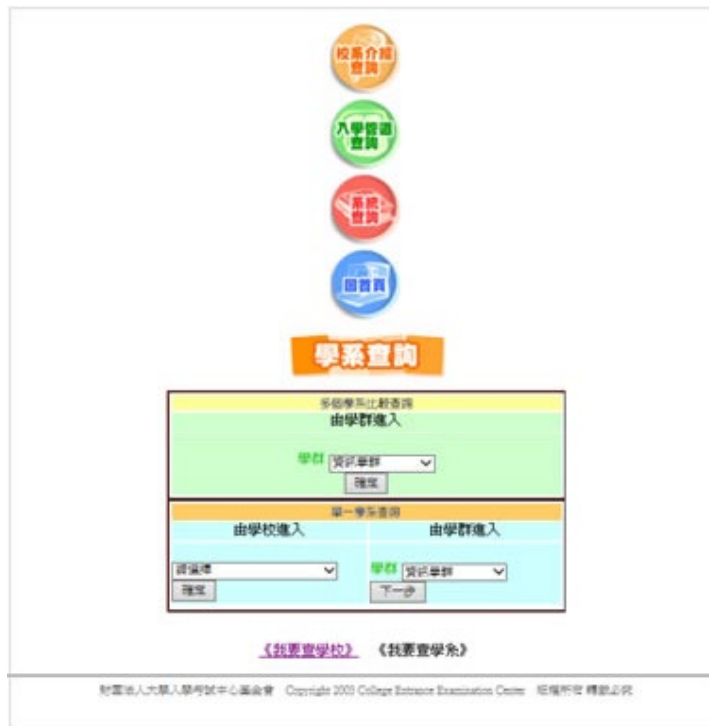 校系介紹
查詢
入學管道
查詢
系統
查詢
回首頁
學系查詢
多個學系比較查詢
由學群進入
學群 資訊學群
確定
單一學系查詢
由學校進入 由學群進入
請選擇 學群 資訊學群
確定 下一步
《我要查學校》 《我要查學系》
財團法人大學入學考試中心基金會 Copyright 2003 College Entrance Examination Center 版權所有 轉載必究